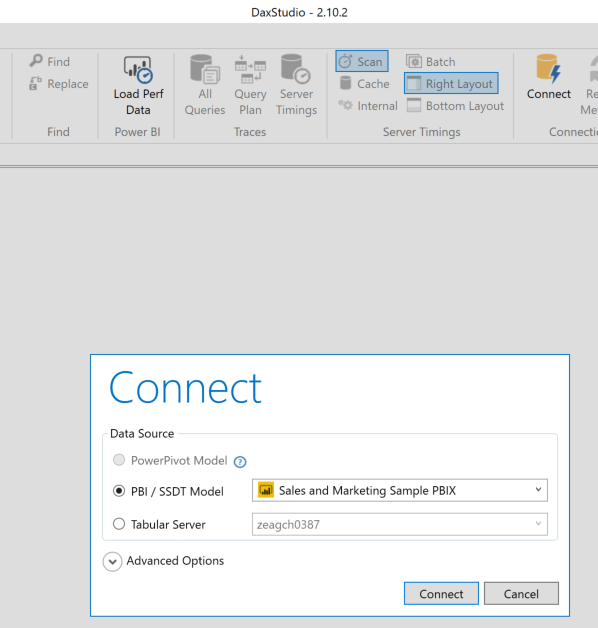 DaxStudio - 2.10.2
Find
Replace
Find
Load Perf
Data
Power BI
All
Queries
Query
Plan
Server
Timings
Traces
Scan
Cache
Internal
Batch
Right Layout
Bottom Layout
Server Timings
Connect
Re
Me
Connectio
Connect
Data Source
PowerPivot Model ?
PBI / SSDT Model Sales and Marketing Sample PBIX
Tabular Server zeagch0387
Advanced Options
Connect Cancel